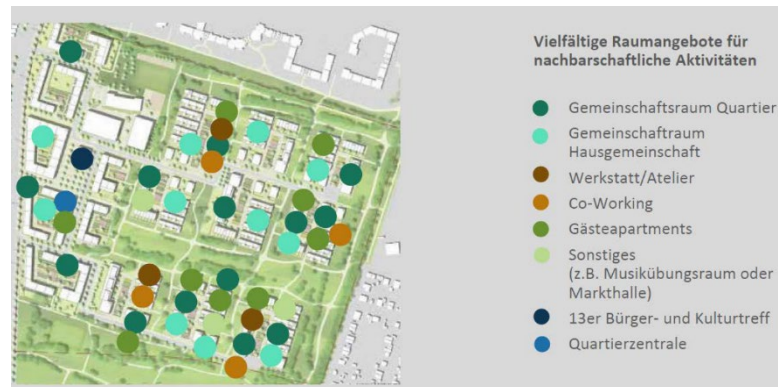 Vielfältige Raumangebote für
nachbarschaftliche Aktivitäten
Gemeinschaftsraum Quartier
Gemeinschaftraum
Hausgemeinschaft
Werkstatt/Atelier
Co-Working
Gästeapartments
Sonstiges
(z.B. Musikübungsraum oder
Markthalle)
13er Bürger- und Kulturtreff
Quartierzentrale